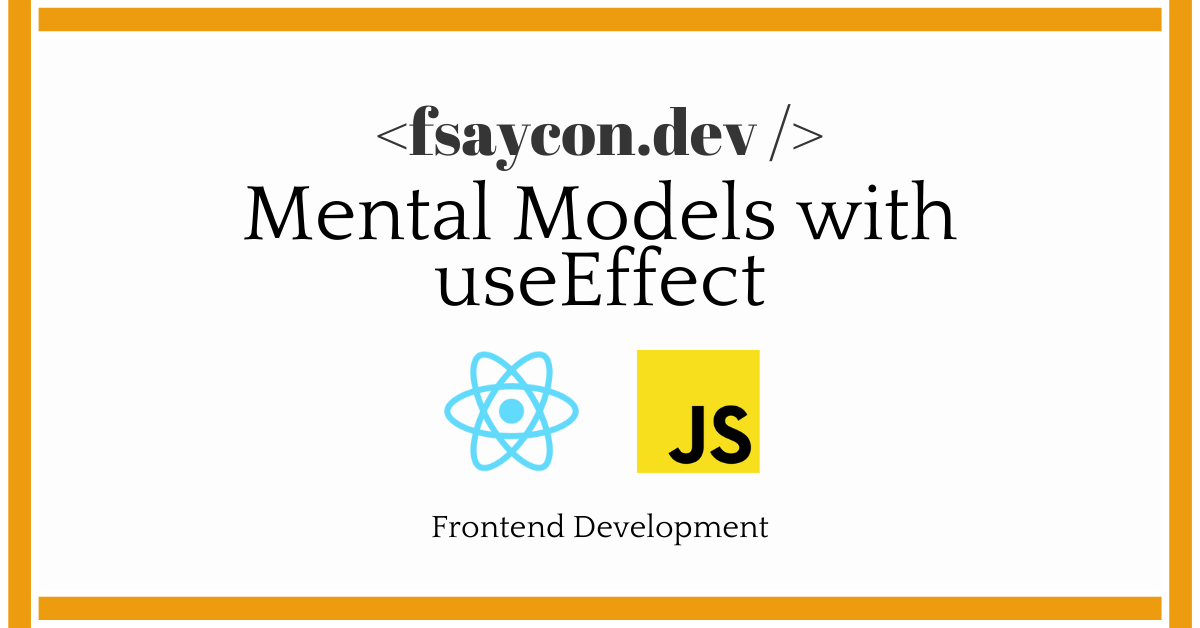 <fsaycon.dev />
Mental Models with
useEffect
JS
Frontend Development